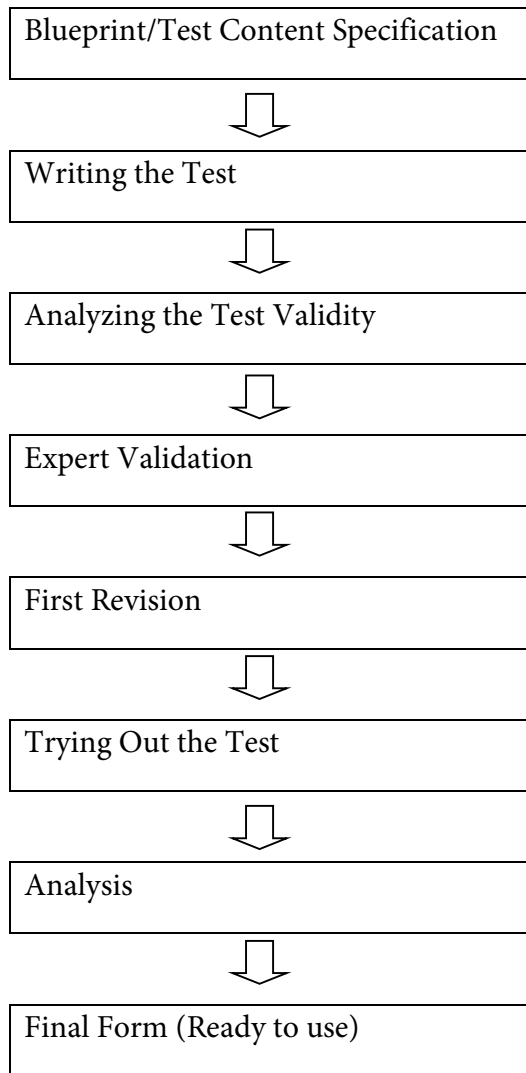 Blueprint/Test Content Specification
Writing the Test
Analyzing the Test Validity
Expert Validation
First Revision
Trying Out the Test
Analysis
Final Form (Ready to use)